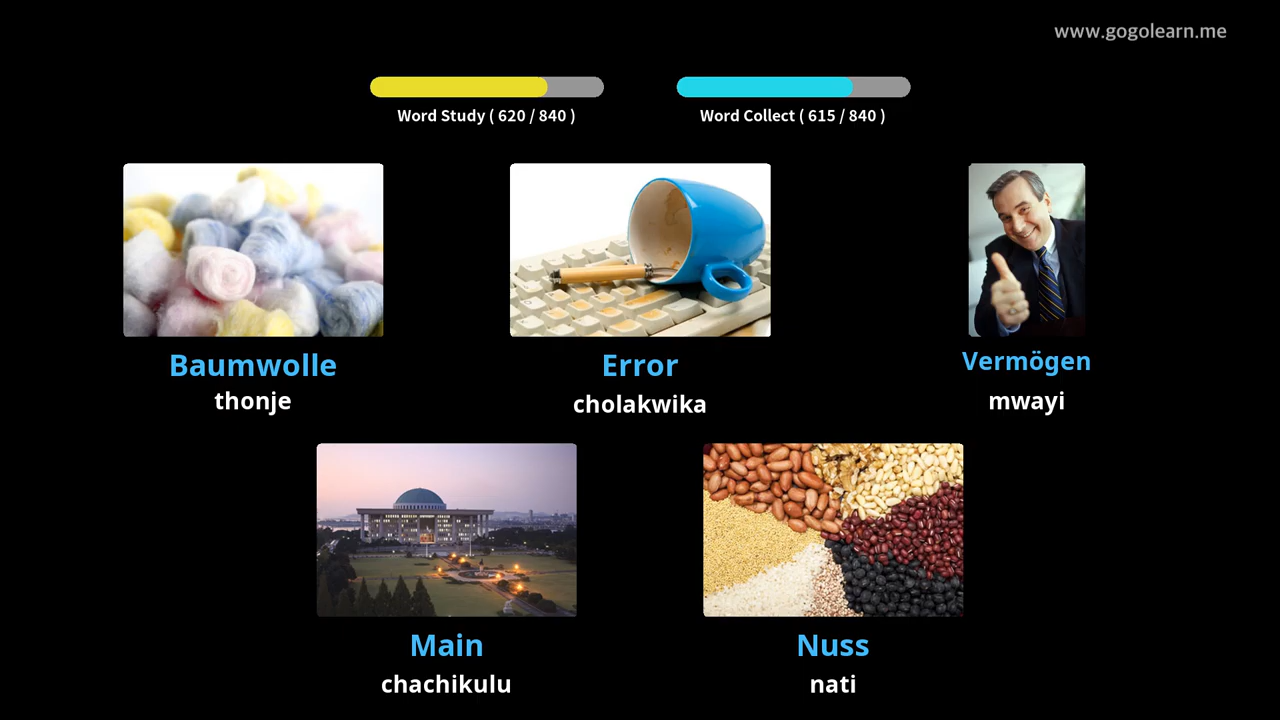 www.gogolearn.me
Word Study ( 620 / 840 )
Word Collect ( 615 / 840 )
Baumwolle
thonje
Error
cholakwika
Vermögen
mwayi
Main
chachikulu
Nuss
nati